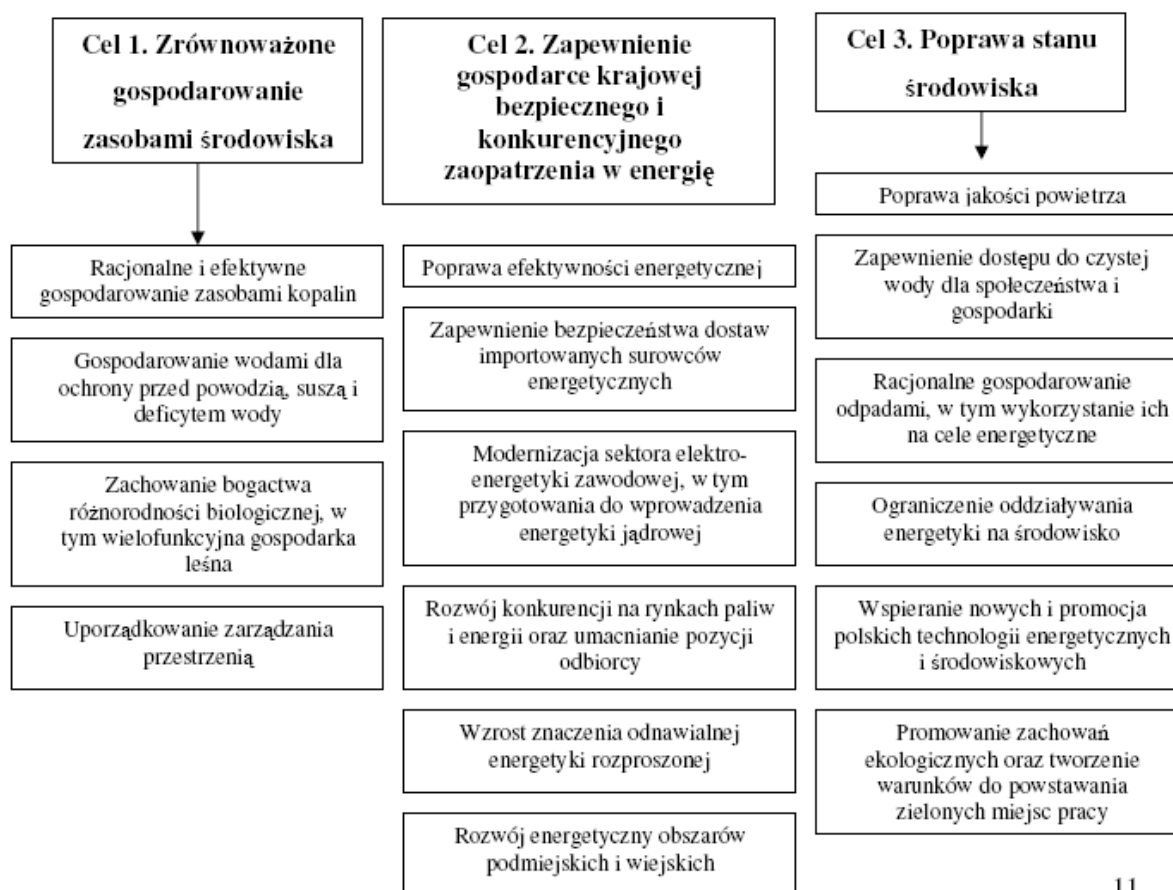 Cel 1. Zrównoważone
gospodarowanie
zasobami środowiska
Racjonalne i efektywne
gospodarowanie zasobami kopalin
Gospodarowanie wodami dla
ochrony przed powodzią, suszą i
deficytem wody
Zachowanie bogactwa
różnorodności biologicznej, w
tym wielofunkcyjna gospodarka
leśna
Uporządkowanie zarządzania
przestrzenią
Cel 2. Zapewnienie
gospodarce krajowej
bezpiecznego i
konkurencyjnego
zaopatrzenia w energię
Poprawa efektywności energetycznej
Zapewnienie bezpieczeństwa dostaw
importowanych surowców
energetycznych
Modernizacja sektora elektro-
energetyki zawodowej, w tym
przygotowania do wprowadzenia
energetyki jądrowej
Rozwój konkurencji na rynkach paliw
i energii oraz umacnianie pozycji
odbiorcy
Wzrost znaczenia odnawialnej
energetyki rozproszonej
Rozwój energetyczny obszarów
podmiejskich i wiejskich
Cel 3. Poprawa stanu
środowiska
Poprawa jakości powietrza
Zapewnienie dostępu do czystej
wody dla społeczeństwa i
gospodarki
Racjonalne gospodarowanie
odpadami, w tym wykorzystanie ich
na cele energetyczne
Ograniczenie oddziaływania
energetyki na środowisko
Wspieranie nowych i promocja
polskich technologii energetycznych
i środowiskowych
Promowanie zachowań
ekologicznych oraz tworzenie
warunków do powstawania
zielonych miejsc pracy
11